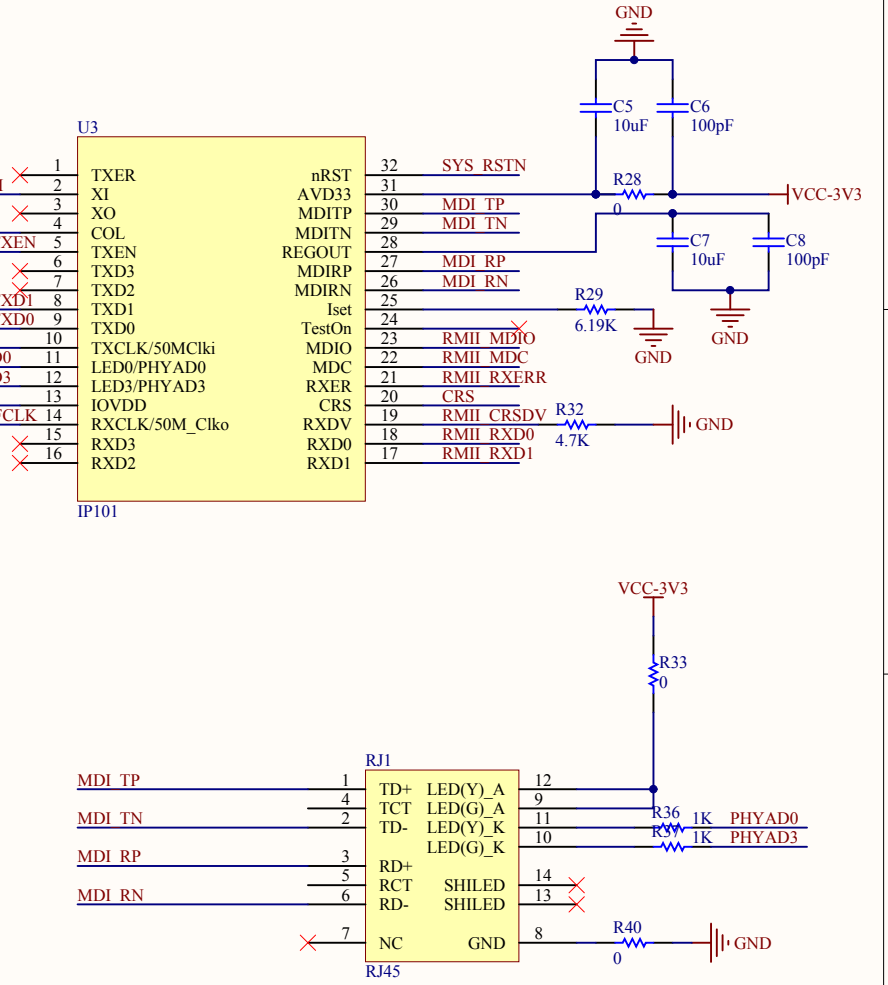 GND
C5
10uF
C6
100pF
U3
1 TXER nRST 32 SYS_RSTN
I 2 XI AVD33 31 R28 0 VCC-3V3
3 XO MDITP 30 MDI_TP
4 COL MDITN 29 MDI_TN
XEN 5 TXEN REGOUT 28
C7
10uF
C8
100pF
6 TXD3 MDIRP 27 MDI_RP
7 TXD2 MDIRN 26 MDI_RN
XD1 8 TXD1 Iset 25 R29 6.19K GND
GND
XD0 9 TXD0 TestOn 24
10 TXCLK/50MClki MDIO 23 RMII_MDIO
0 11 LED0/PHYAD0 MDC 22 RMII_MDC
3 12 LED3/PHYAD3 RXER 21 RMII_RXERR
13 IOVDD CRS 20 CRS
FCLK 14 RXCLK/50M_Clko RXDV 19 RMII_CRSDV R32 4.7K GND
15 RXD3 RXD0 18 RMII_RXD0
16 RXD2 RXD1 17 RMII_RXD1
IP101
VCC-3V3
R33
0
RJ1
MDI_TP 1 TD+ LED(Y)_A 12
4 TCT LED(G)_A 9
MDI_TN 2 TD- LED(Y)_K 11 R36 1K PHYAD0
LED(G)_K 10 R37 1K PHYAD3
MDI_RP 3 RD+
5 RCT SHILED 14
MDI_RN 6 RD- SHILED 13
7 NC GND 8 R40 0 GND
RJ45